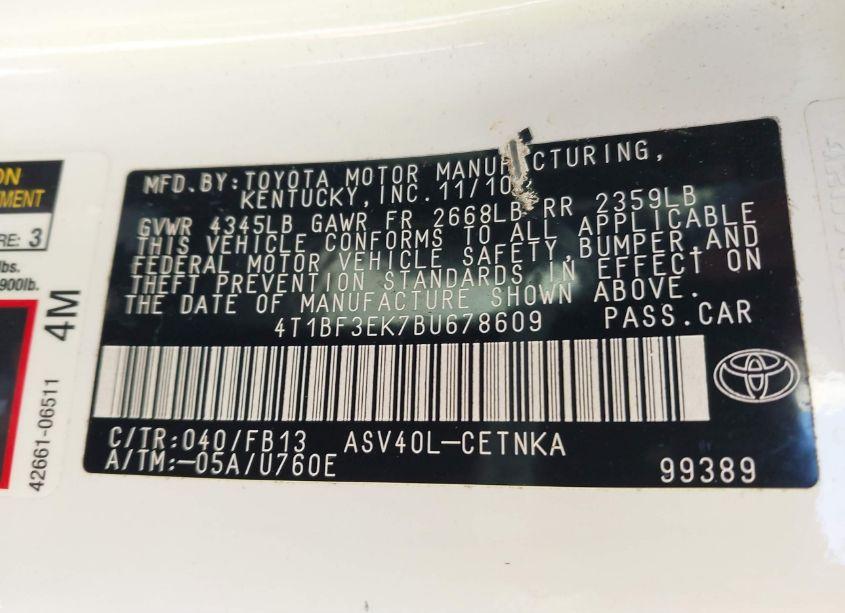 ON
MENT
RE: 3
lbs.
900lb.
4M
42661-06511
MFD.BY:TOYOTA MOTOR MANUFACTURING,
KENTUCKY,INC.11/10
GVWR 4345LB GAWR FR 2668LB RR 2359LB
THIS VEHICLE CONFORMS TO ALL APPLICABLE
FEDERAL MOTOR VEHICLE SAFETY,BUMPER,AND
THEFT PREVENTION STANDARDS IN EFFECT ON
THE DATE OF MANUFACTURE SHOWN ABOVE.
4T1BF3EK7BU678609 PASS.CAR
C/TR:040/FB13 ASV40L-CETNKA
A/TM:-05A/U760E 99389